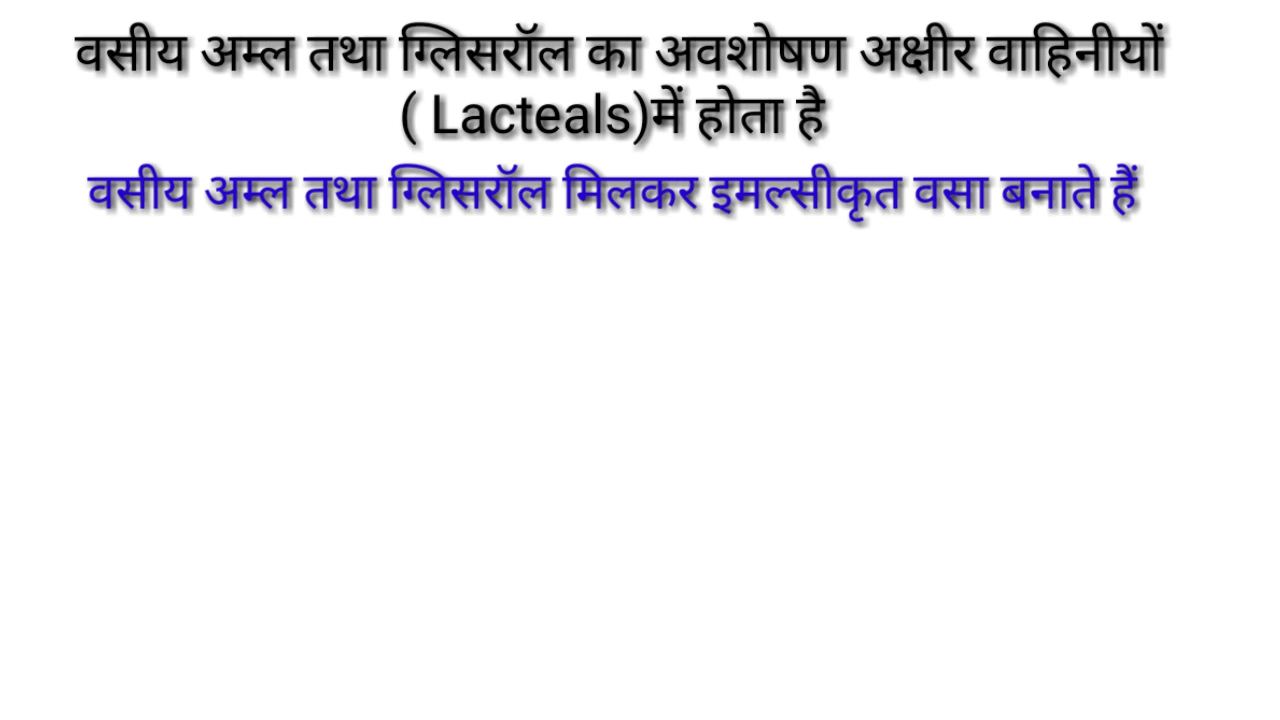 वसीय अम्ल तथा ग्लिसरॉल का अवशोषण अक्षीर वाहिनीयों
( Lacteals)में होता है
वसीय अम्ल तथा ग्लिसरॉल मिलकर इमल्सीकृत वसा बनाते हैं